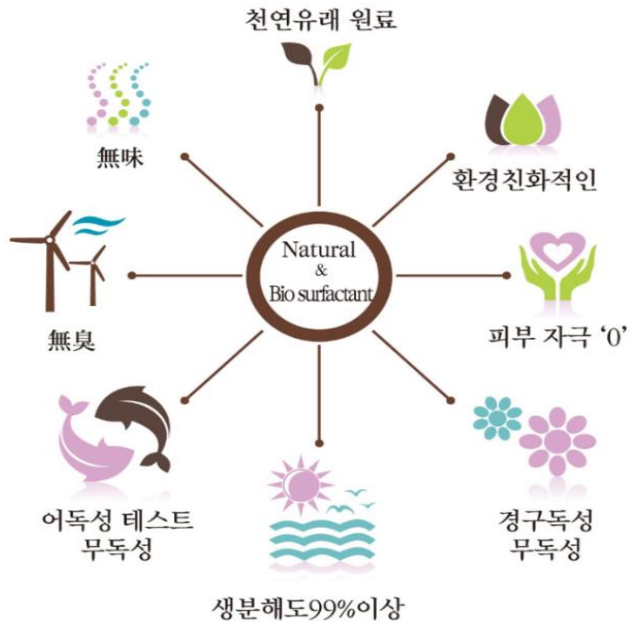 천연유래 원료
無味
환경친화적인
Natural
&
Bio surfactant
無臭
피부 자극 ‘0’
어독성 테스트
무독성
경구독성
무독성
생분해도99%이상